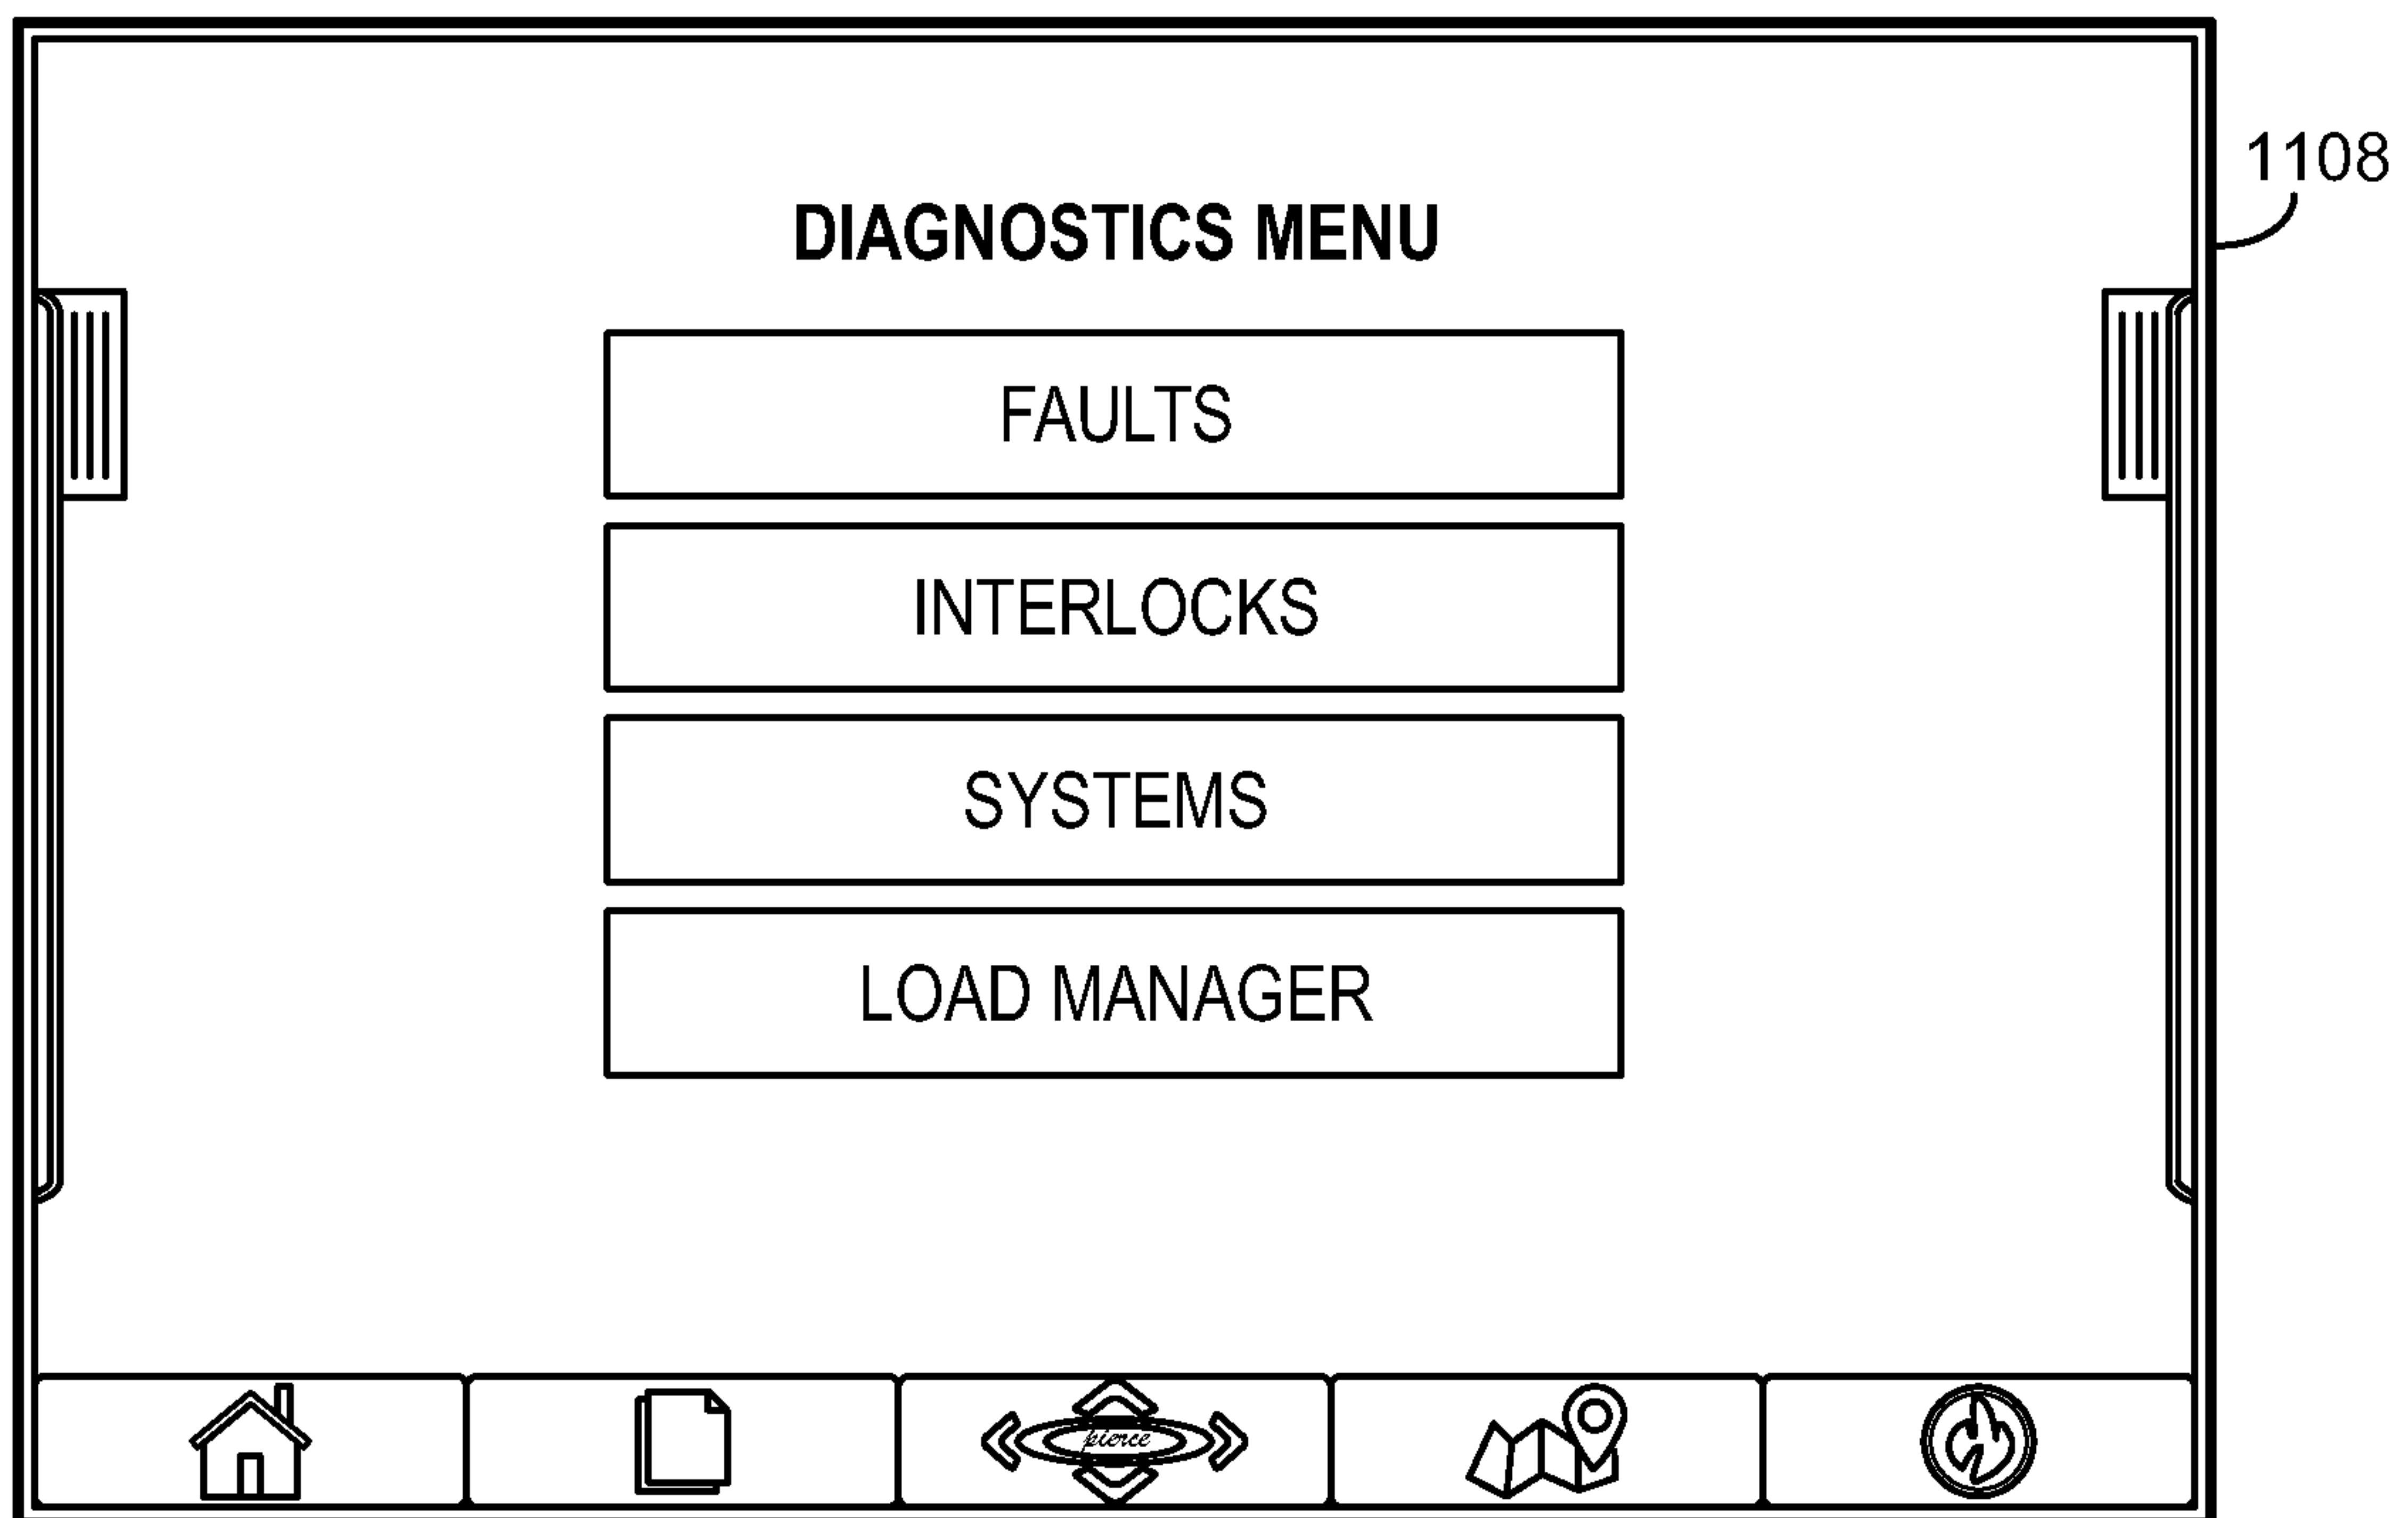 1108
DIAGNOSTICS MENU
FAULTS
INTERLOCKS
SYSTEMS
LOAD MANAGER
pierce